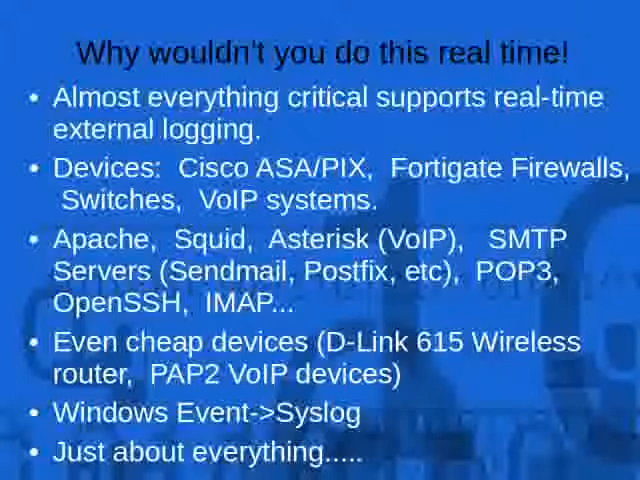 Why wouldn't you do this real time!
• Almost everything critical supports real-time
external logging.
• Devices:  Cisco ASA/PIX,  Fortigate Firewalls,
Switches,  VoIP systems.
• Apache,  Squid,  Asterisk (VoIP),   SMTP
Servers (Sendmail, Postfix, etc),  POP3,
OpenSSH,  IMAP...
• Even cheap devices (D-Link 615 Wireless
router,  PAP2 VoIP devices)
• Windows Event->Syslog
• Just about everything.....